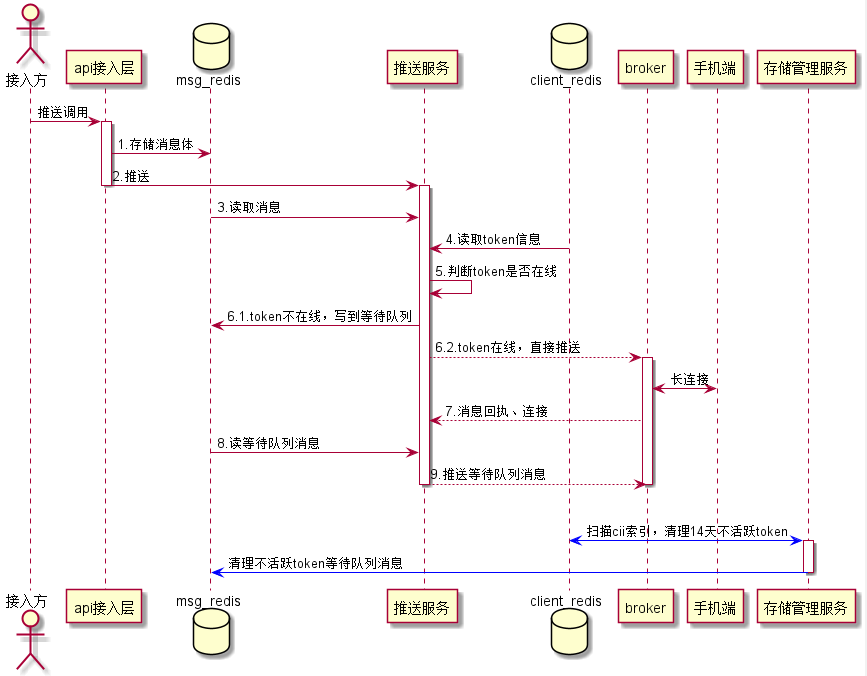 接入方
api接入层
msg_redis
推送服务
client_redis
broker
手机端
存储管理服务
推送调用
1.存储消息体
2.推送
3.读取消息
4.读取token信息
5.判断token是否在线
6.1.token不在线，写到等待队列
6.2.token在线，直接推送
长连接
7.消息回执、连接
8.读等待队列消息
9.推送等待队列消息
扫描cii索引，清理14天不活跃token
清理不活跃token等待队列消息
接入方
api接入层
msg_redis
推送服务
client_redis
broker
手机端
存储管理服务